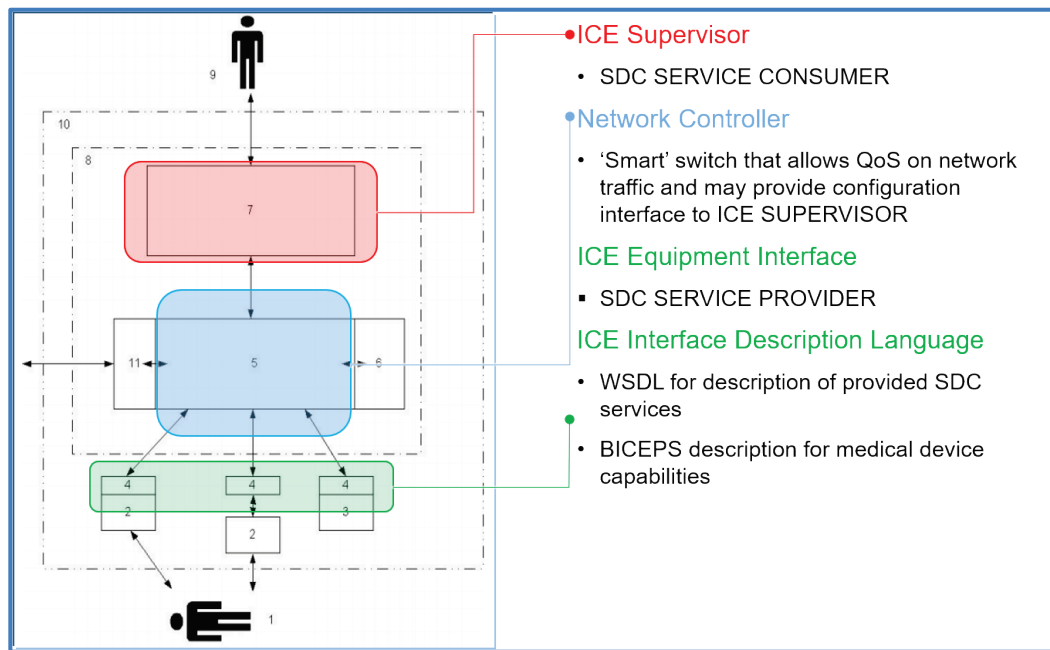 9
10
8
7
11
5
6
4
4
4
2
3
2
1
ICE Supervisor
• SDC SERVICE CONSUMER
Network Controller
• ‘Smart’ switch that allows QoS on network
traffic and may provide configuration
interface to ICE SUPERVISOR
ICE Equipment Interface
▪ SDC SERVICE PROVIDER
ICE Interface Description Language
• WSDL for description of provided SDC
services
• BICEPS description for medical device
capabilities